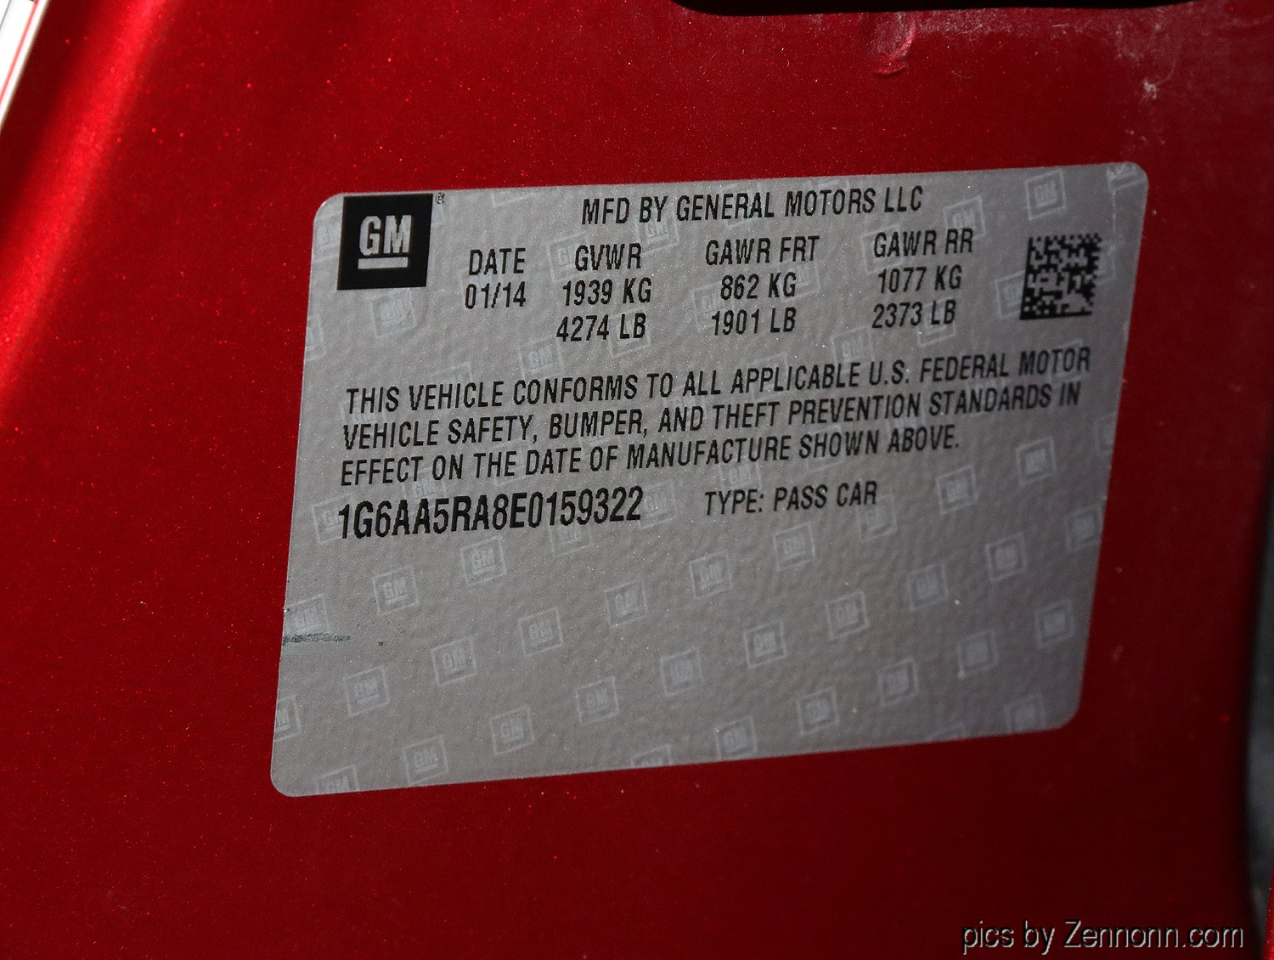 GM
MFD BY GENERAL MOTORS LLC
DATE GVWR GAWR FRT GAWR RR
01/14 1939 KG 862 KG 1077 KG
4274 LB 1901 LB 2373 LB
THIS VEHICLE CONFORMS TO ALL APPLICABLE U.S. FEDERAL MOTOR
VEHICLE SAFETY, BUMPER, AND THEFT PREVENTION STANDARDS IN
EFFECT ON THE DATE OF MANUFACTURE SHOWN ABOVE.
1G6AA5RA8E0159322 TYPE: PASS CAR
pics by Zennonn.com